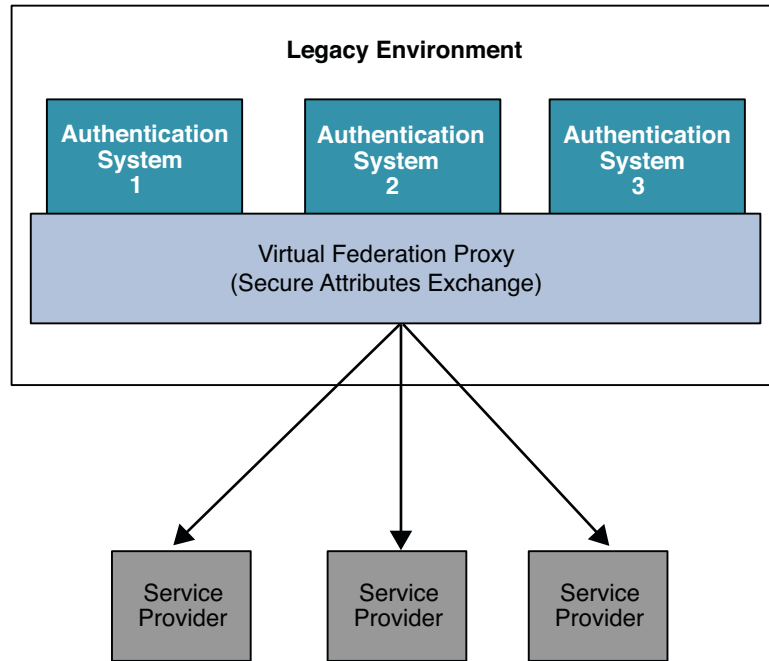 Legacy Environment
Authentication
System
1
Authentication
System
2
Authentication
System
3
Virtual Federation Proxy
(Secure Attributes Exchange)
Service
Provider
Service
Provider
Service
Provider